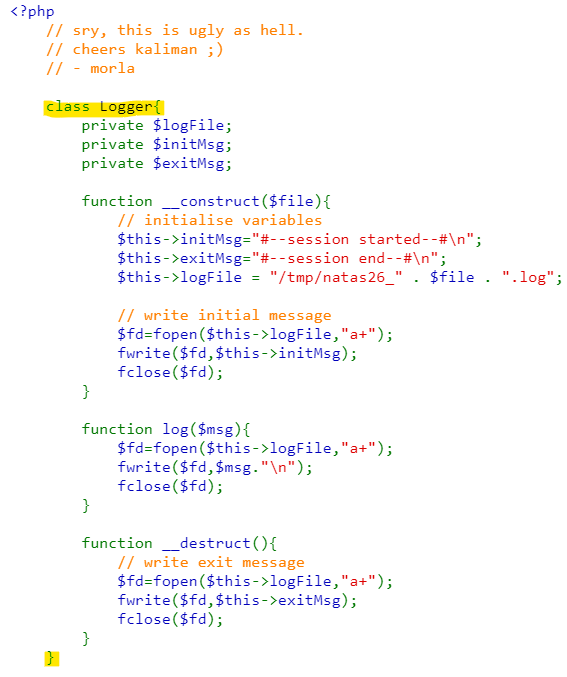 <?php
// sry, this is ugly as hell.
// cheers kaliman ;)
// - morla
class Logger{
private $logFile;
private $initMsg;
private $exitMsg;
function __construct($file){
// initialise variables
$this->initMsg="#--session started--#\n";
$this->exitMsg="#--session end--#\n";
$this->logFile = "/tmp/natas26_" . $file . ".log";
// write initial message
$fd=fopen($this->logFile,"a+");
fwrite($fd,$this->initMsg);
fclose($fd);
}
function log($msg){
$fd=fopen($this->logFile,"a+");
fwrite($fd,$msg."\n");
fclose($fd);
}
function __destruct(){
// write exit message
$fd=fopen($this->logFile,"a+");
fwrite($fd,$this->exitMsg);
fclose($fd);
}
}